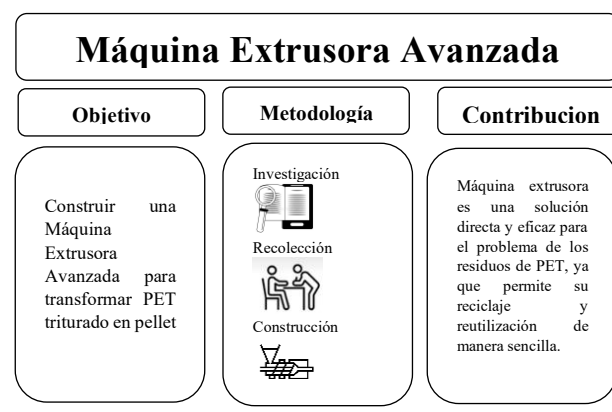 Máquina Extrusora Avanzada
Objetivo
Metodología
Contribucion
Construir una
Máquina
Extrusora
Avanzada para
transformar PET
triturado en pellet
Investigación
Recolección
Construcción
Máquina extrusora
es una solución
directa y eficaz para
el problema de los
residuos de PET, ya
que permite su
reciclaje y
reutilización de
manera sencilla.